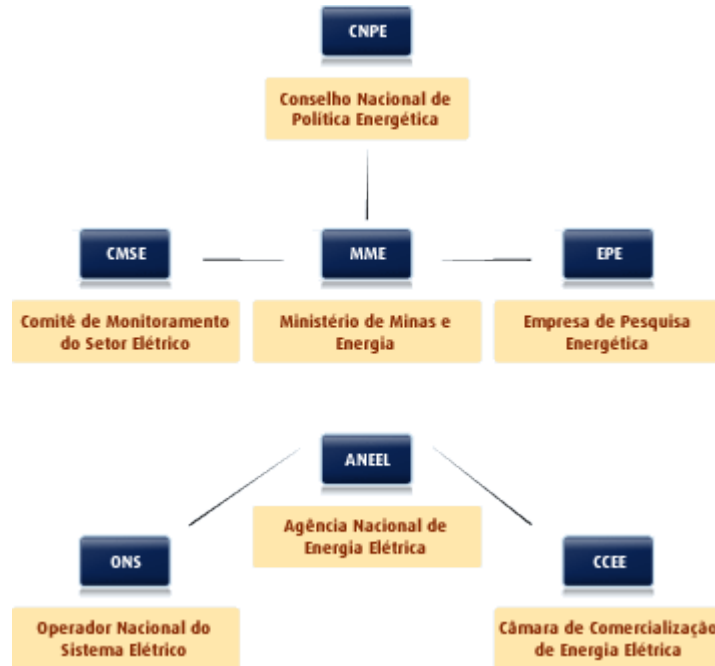 CNPE
Conselho Nacional de
Política Energética
CMSE
Comitê de Monitoramento
do Setor Elétrico
MME
Ministério de Minas e
Energia
EPE
Empresa de Pesquisa
Energética
ANEEL
Agência Nacional de
Energia Elétrica
ONS
Operador Nacional do
Sistema Elétrico
CCEE
Câmara de Comercialização
de Energia Elétrica